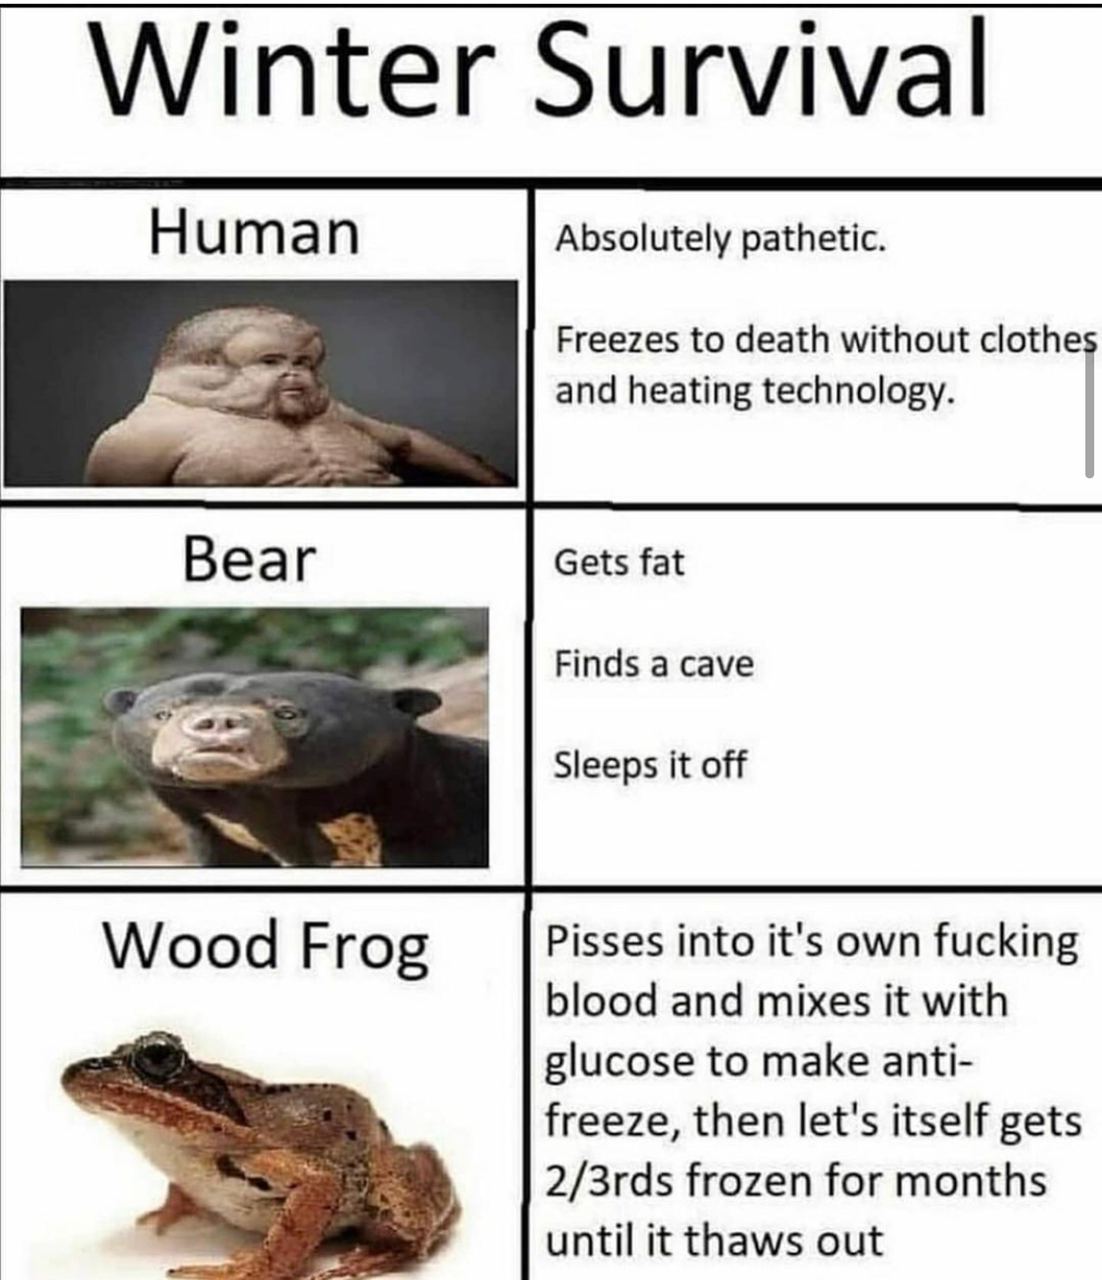 Winter Survival
Human
Absolutely pathetic.
Freezes to death without clothes
and heating technology.
Bear
Gets fat
Finds a cave
Sleeps it off
Wood Frog
Pisses into it's own fucking
blood and mixes it with
glucose to make anti-
freeze, then let's itself gets
2/3rds frozen for months
until it thaws out